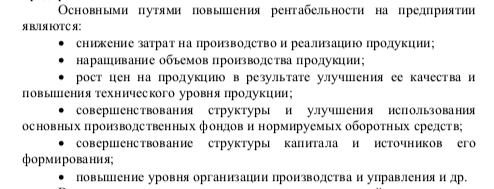 Основными путями повышения рентабельности на предприятии
являются:
• снижение затрат на производство и реализацию продукции;
• наращивание объемов производства продукции;
• рост цен на продукцию в результате улучшения ее качества и
повышения технического уровня продукции;
• совершенствования структуры и улучшения использования
основных производственных фондов и нормируемых оборотных средств;
• совершенствование структуры капитала и источников его
формирования;
• повышение уровня организации производства и управления и др.